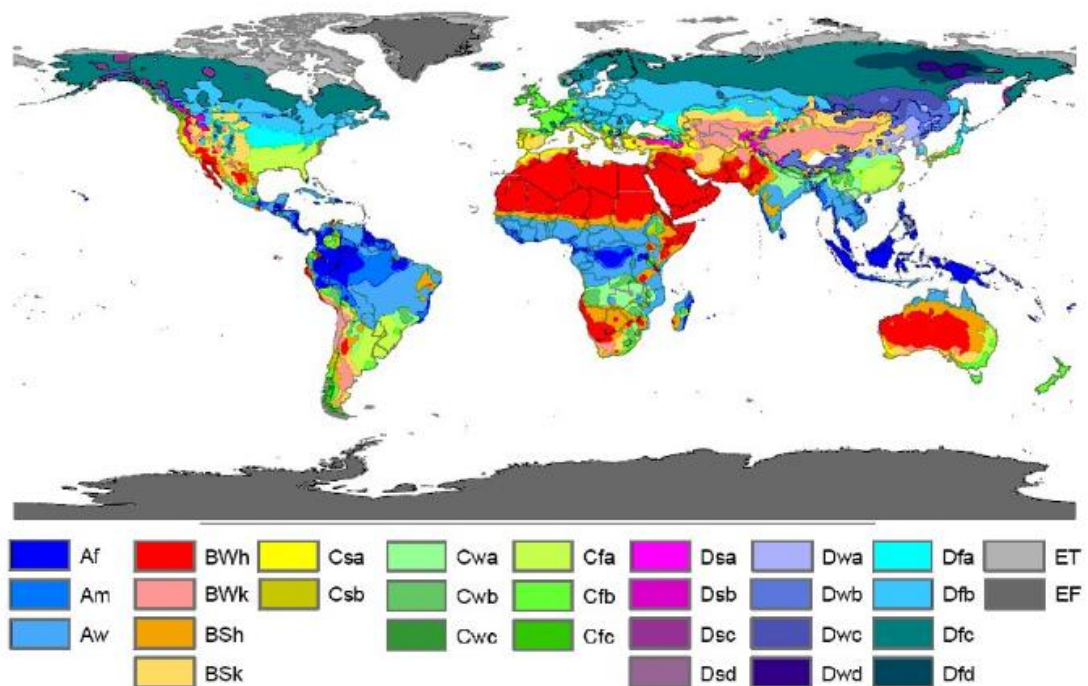 Af BWh Csa Cwa Cfa Dsa Dwa Dfa ET
Am BWk Csb Cwb Cfb Dsb Dwb Dfb EF
Aw BSh Cwc Cfc Dsc Dwc Dfc
BSk Dsd Dwd Dfd